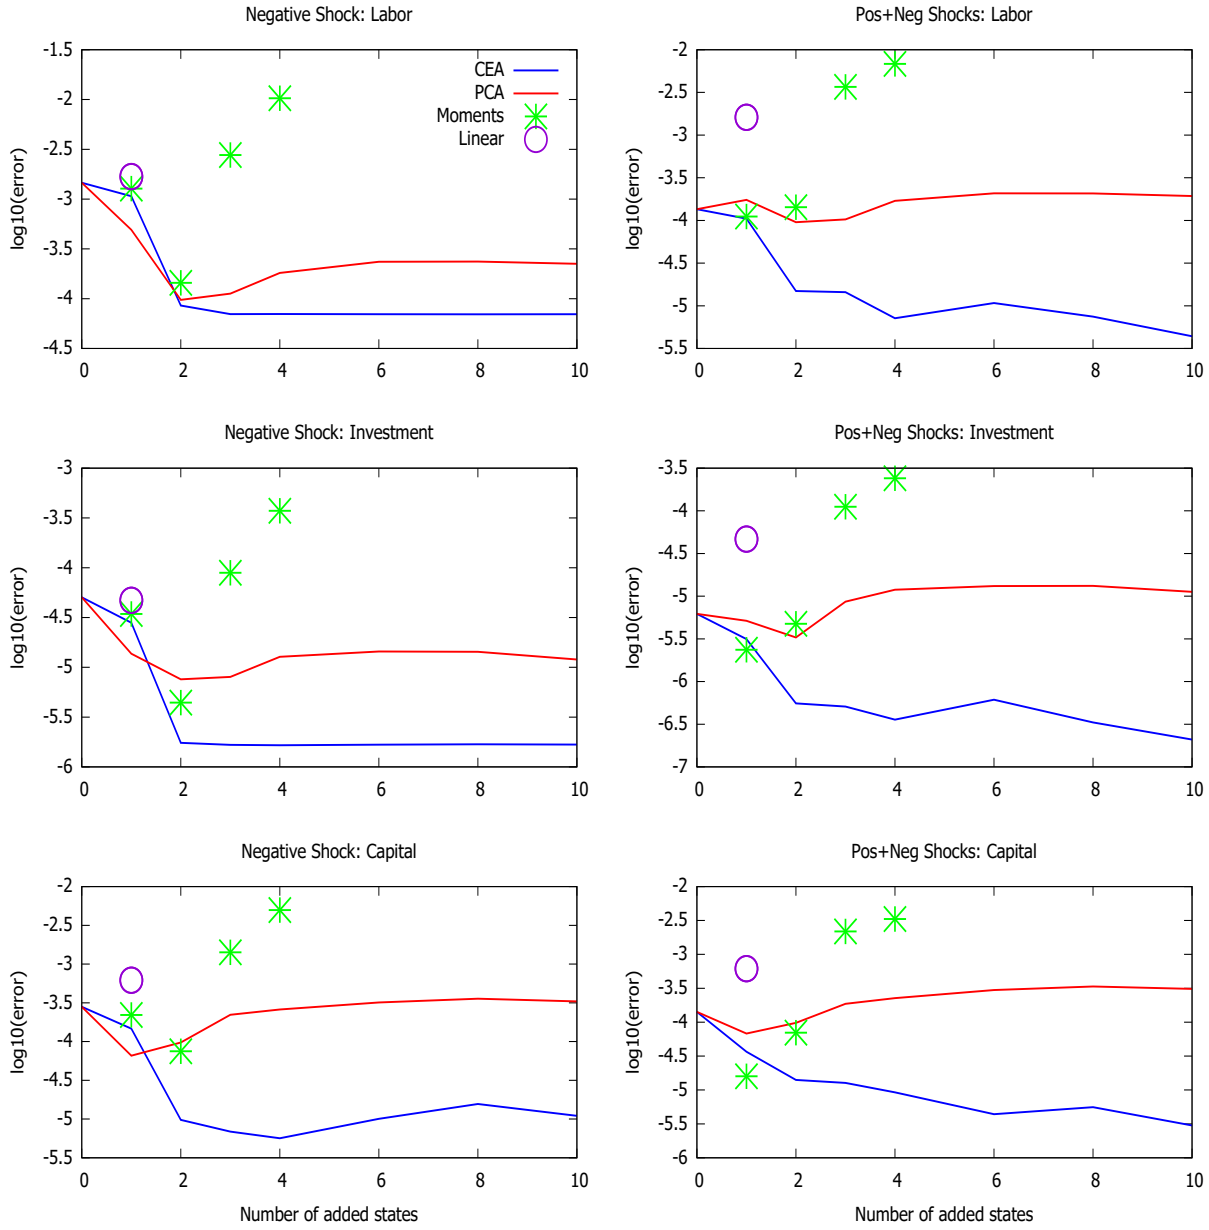 Negative Shock: Labor
log10(error)
-1.5
-2
-2.5
-3
-3.5
-4
-4.5
0 2 4 6 8 10
CEA
PCA
Moments
Linear
Pos+Neg Shocks: Labor
log10(error)
-2
-2.5
-3
-3.5
-4
-4.5
-5
-5.5
0 2 4 6 8 10
Negative Shock: Investment
log10(error)
-3
-3.5
-4
-4.5
-5
-5.5
-6
0 2 4 6 8 10
Pos+Neg Shocks: Investment
log10(error)
-3.5
-4
-4.5
-5
-5.5
-6
-6.5
-7
0 2 4 6 8 10
Negative Shock: Capital
log10(error)
-2
-2.5
-3
-3.5
-4
-4.5
-5
-5.5
0 2 4 6 8 10
Number of added states
Pos+Neg Shocks: Capital
log10(error)
-2
-2.5
-3
-3.5
-4
-4.5
-5
-5.5
-6
0 2 4 6 8 10
Number of added states